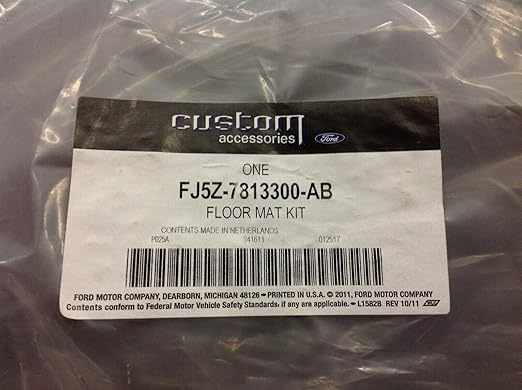 custom
accessories Ford
ONE
FJ5Z-7813300-AB
FLOOR MAT KIT
CONTENTS MADE IN NETHERLANDS
P025A 041611 012517
FORD MOTOR COMPANY, DEARBORN, MICHIGAN 48126 – PRINTED IN U.S.A. © 2011, FORD MOTOR COMPANY
Contents conform to Federal Motor Vehicle Safety Standards, if any are applicable. – L1582B REV 10/11